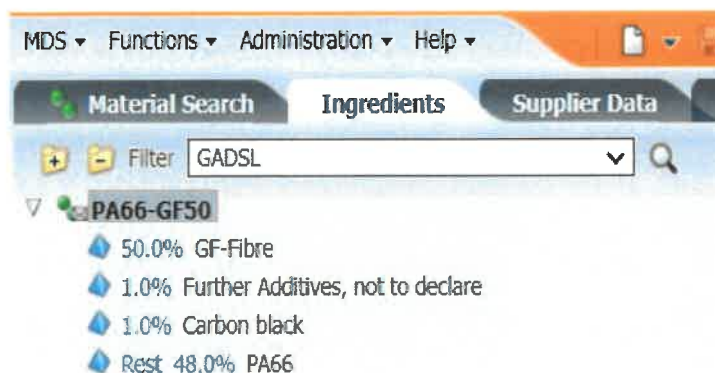 MDS Functions Administration Help
Material Search Ingredients Supplier Data
Filter GADSL
PA66-GF50
50.0% GF-Fibre
1.0% Further Additives, not to declare
1.0% Carbon black
Rest 48.0% PA66